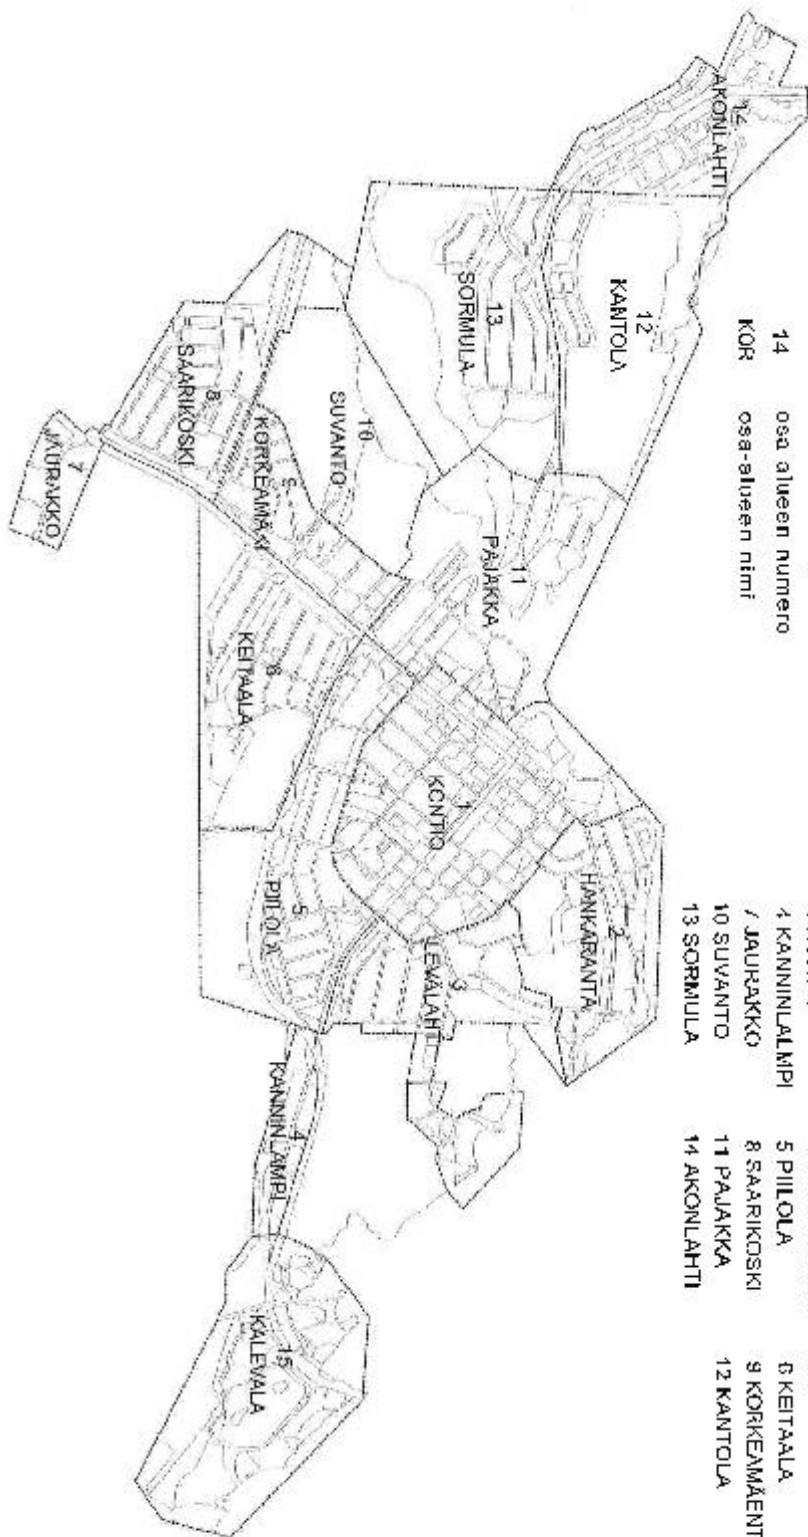 14 osa alueen numero
KOR osa-alueen nimi
4 KANNINLALMPI 5 PIILOLA 6 KEITAALA
7 JAURAKKO 8 SAARIKOSKI 9 KORKEAMÄENT
10 SUVANTO 11 PAJAKKA 12 KANTOLA
13 SORMULA 14 AKONLAHTI
14
AKONLAHTI
12
KANTOLA
13
SORMULA
10
SUVANTO
9
KORKEAMÄKI
8
SAARIKOSKI
7
JAURAKKO
11
PAJAKKA
6
KEITAALA
1
KONTIO
2
HANKARANTA
3
LEVÄLAHTI
5
PIILOLA
4
KANNINLAMPI
15
KALEVALA